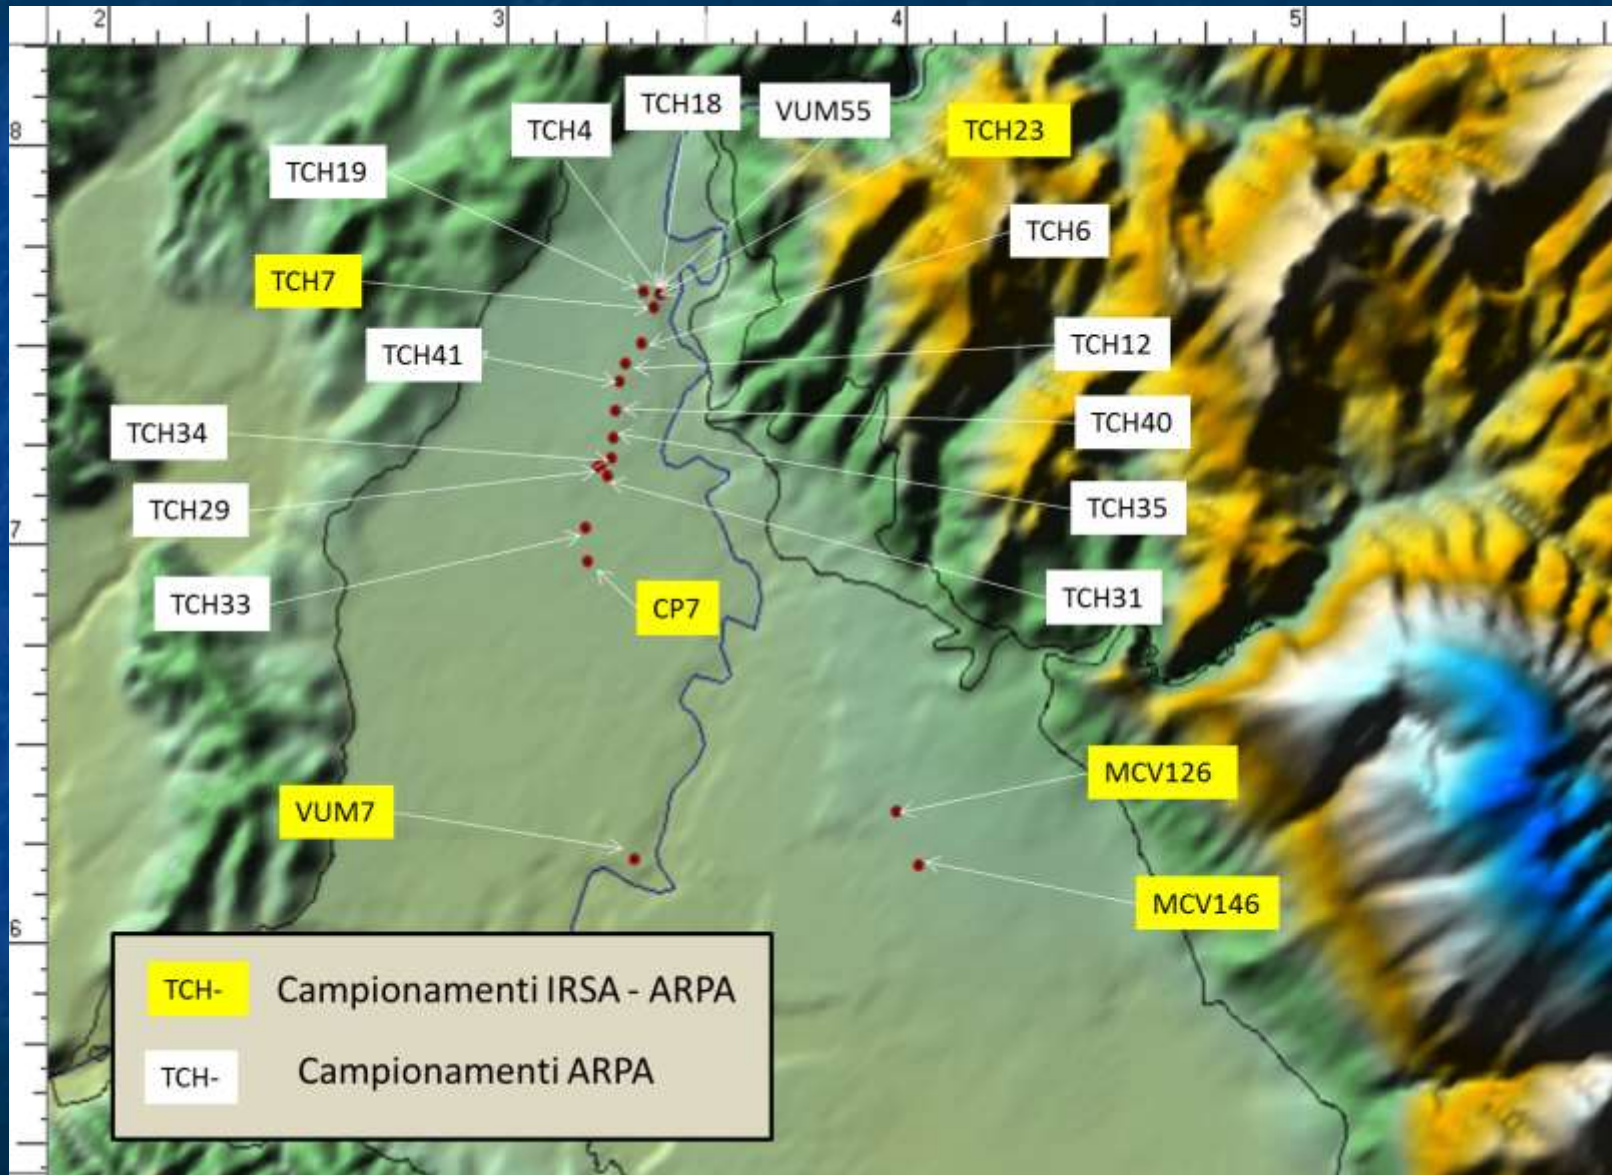 2 3 4 5
TCH18
VUM55
TCH4
TCH23
8
TCH19
TCH6
TCH7
TCH12
TCH41
TCH40
TCH34
TCH35
TCH29
7
TCH31
TCH33
CP7
MCV126
VUM7
MCV146
6
TCH- Campionamenti IRSA - ARPA
TCH- Campionamenti ARPA